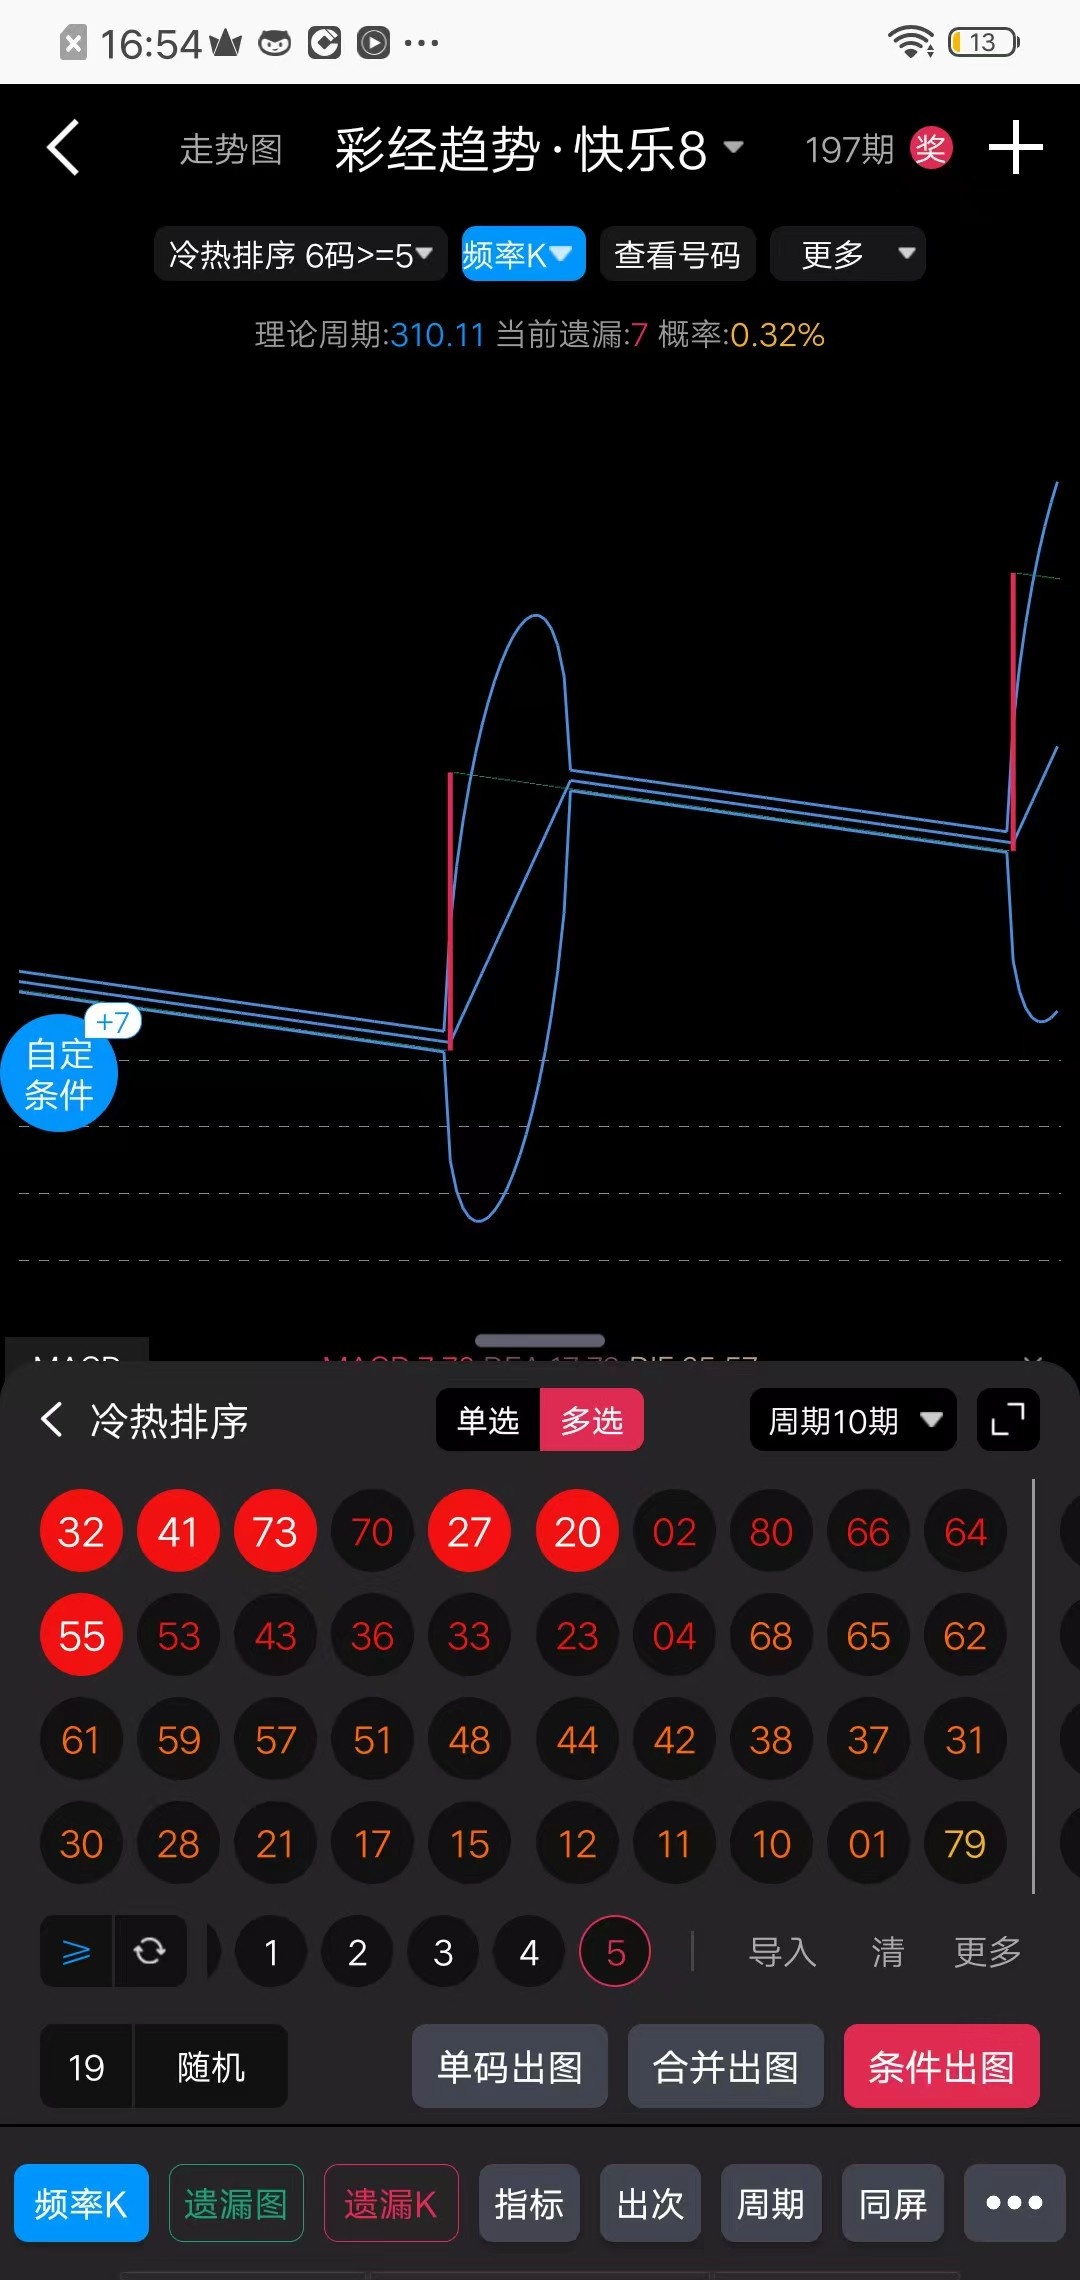 16:54 13
走势图 彩经趋势·快乐8 197期 奖
冷热排序 6码>=5 频率K 查看号码 更多
理论周期:310.11 当前遗漏:7 概率:0.32%
+7
自定
条件
冷热排序 单选 多选 周期10期
32 41 73 70 27 20 02 80 66 64
55 53 43 36 33 23 04 68 65 62
61 59 57 51 48 44 42 38 37 31
30 28 21 17 15 12 11 10 01 79
≥ 1 2 3 4 5 导入 清 更多
19 随机 单码出图 合并出图 条件出图
频率K 遗漏图 遗漏K 指标 出次 周期 同屏